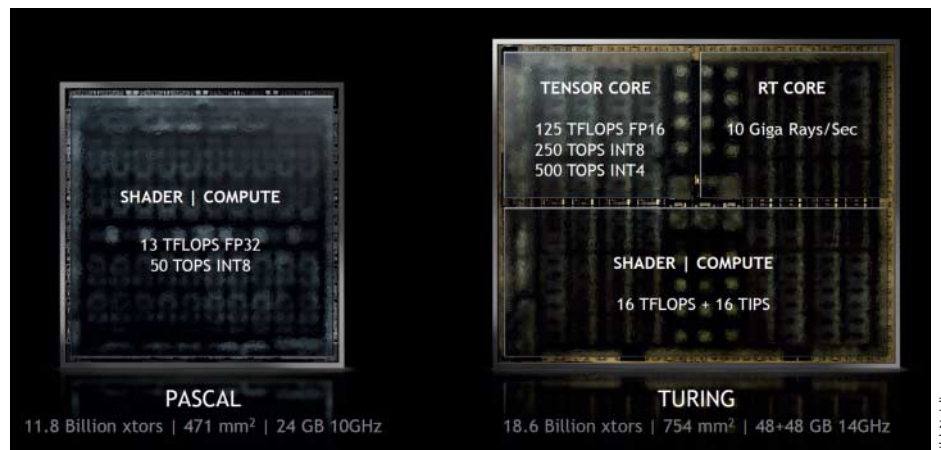 SHADER | COMPUTE
13 TFLOPS FP32
50 TOPS INT8
PASCAL
11.8 Billion xtors | 471 mm² | 24 GB 10GHz
TENSOR CORE
125 TFLOPS FP16
250 TOPS INT8
500 TOPS INT4
RT CORE
10 Giga Rays/Sec
SHADER | COMPUTE
16 TFLOPS + 16 TIPS
TURING
18.6 Billion xtors | 754 mm² | 48+48 GB 14GHz